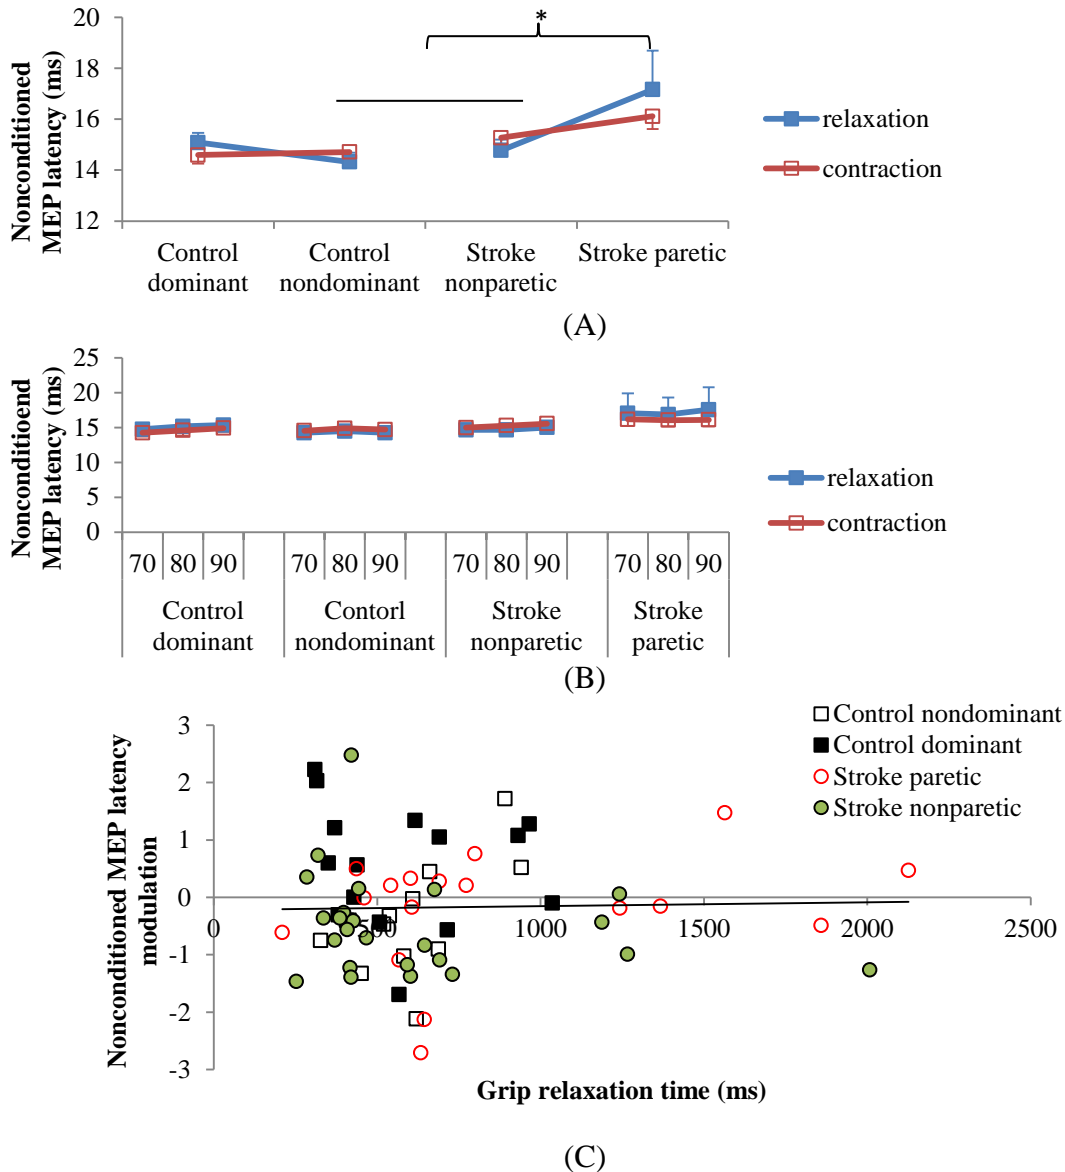 Nonconditioned
MEP latency (ms)
20
18
16
14
12
*
relaxation
contraction
Control
dominant
Control
nondominant
Stroke
nonparetic
Stroke paretic
(A)
Nonconditioend
MEP latency (ms)
25
20
15
10
5
0
relaxation
contraction
70 80 90 70 80 90 70 80 90 70 80 90
Control
dominant
Contorl
nondominant
Stroke
nonparetic
Stroke
paretic
(B)
Nonconditioned MEP latency
modulation
3
2
1
0
-1
-2
-3
Control nondominant
Control dominant
Stroke paretic
Stroke nonparetic
0 1000 1500 2000 2500
Grip relaxation time (ms)
(C)